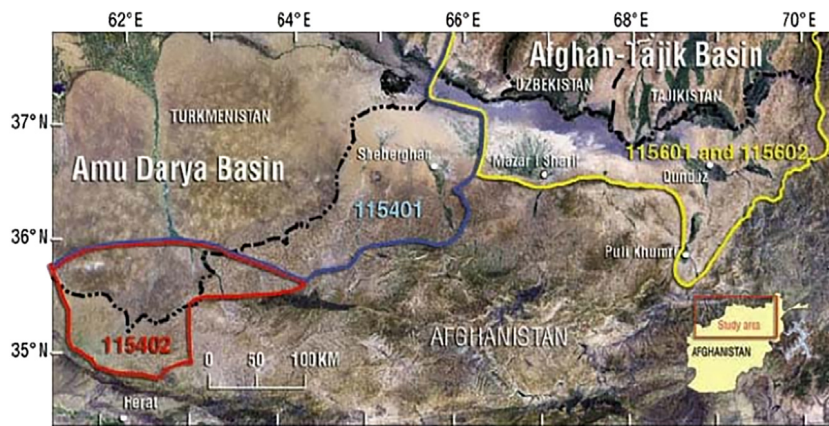 62°E
64°E
66°E
68°E
70°E
Afghan-Tajik Basin
UZBEKISTAN
TAJIKISTAN
TURKMENISTAN
37°N
Sheberghan
Mazar I Sharif
115601 and 115602
Qunduz
Amu Darya Basin
115401
36°N
Puli Khumri
AFGHANISTAN
Study area
AFGHANISTAN
115402
35°N
0 50 100KM
Herat